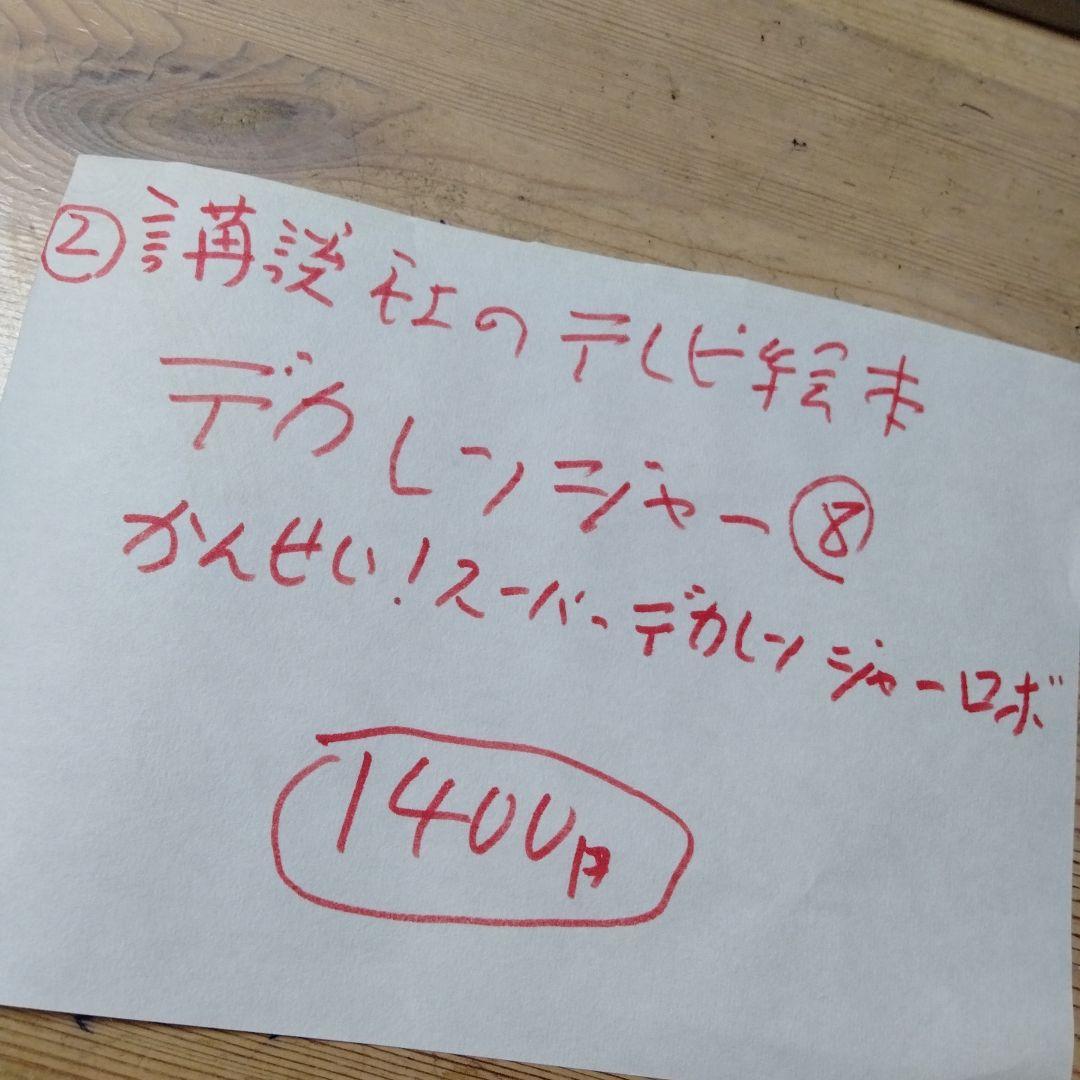 ② 講談社のテレビ絵本
デカレンジャー⑧
かんせい!スーパーデカレンジャーロボ
1400円